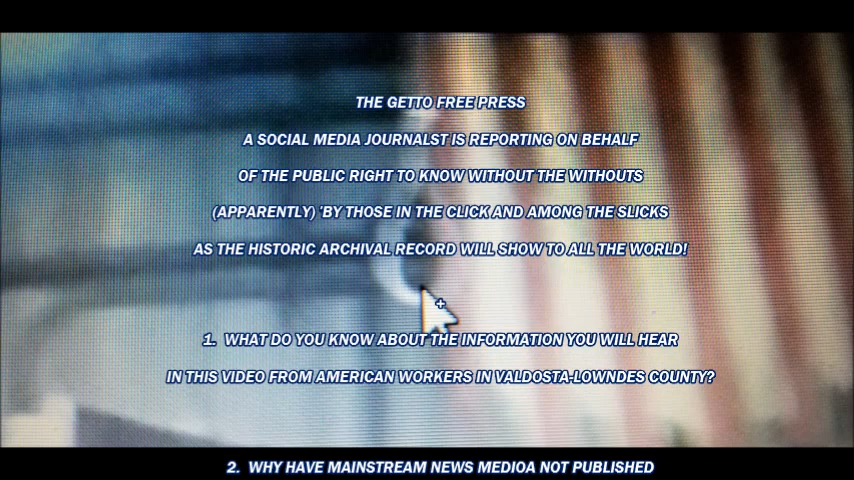 THE GETTO FREE PRESS
A SOCIAL MEDIA JOURNALST IS REPORTING ON BEHALF
OF THE PUBLIC RIGHT TO KNOW WITHOUT THE WITHOUTS
(APPARENTLY) 'BY THOSE IN THE CLICK AND AMONG THE SLICKS
AS THE HISTORIC ARCHIVAL RECORD WILL SHOW TO ALL THE WORLD!
1. WHAT DO YOU KNOW ABOUT THE INFORMATION YOU WILL HEAR
IN THIS VIDEO FROM AMERICAN WORKERS IN VALDOSTA-LOWNDES COUNTY?
2. WHY HAVE MAINSTREAM NEWS MEDIOA NOT PUBLISHED